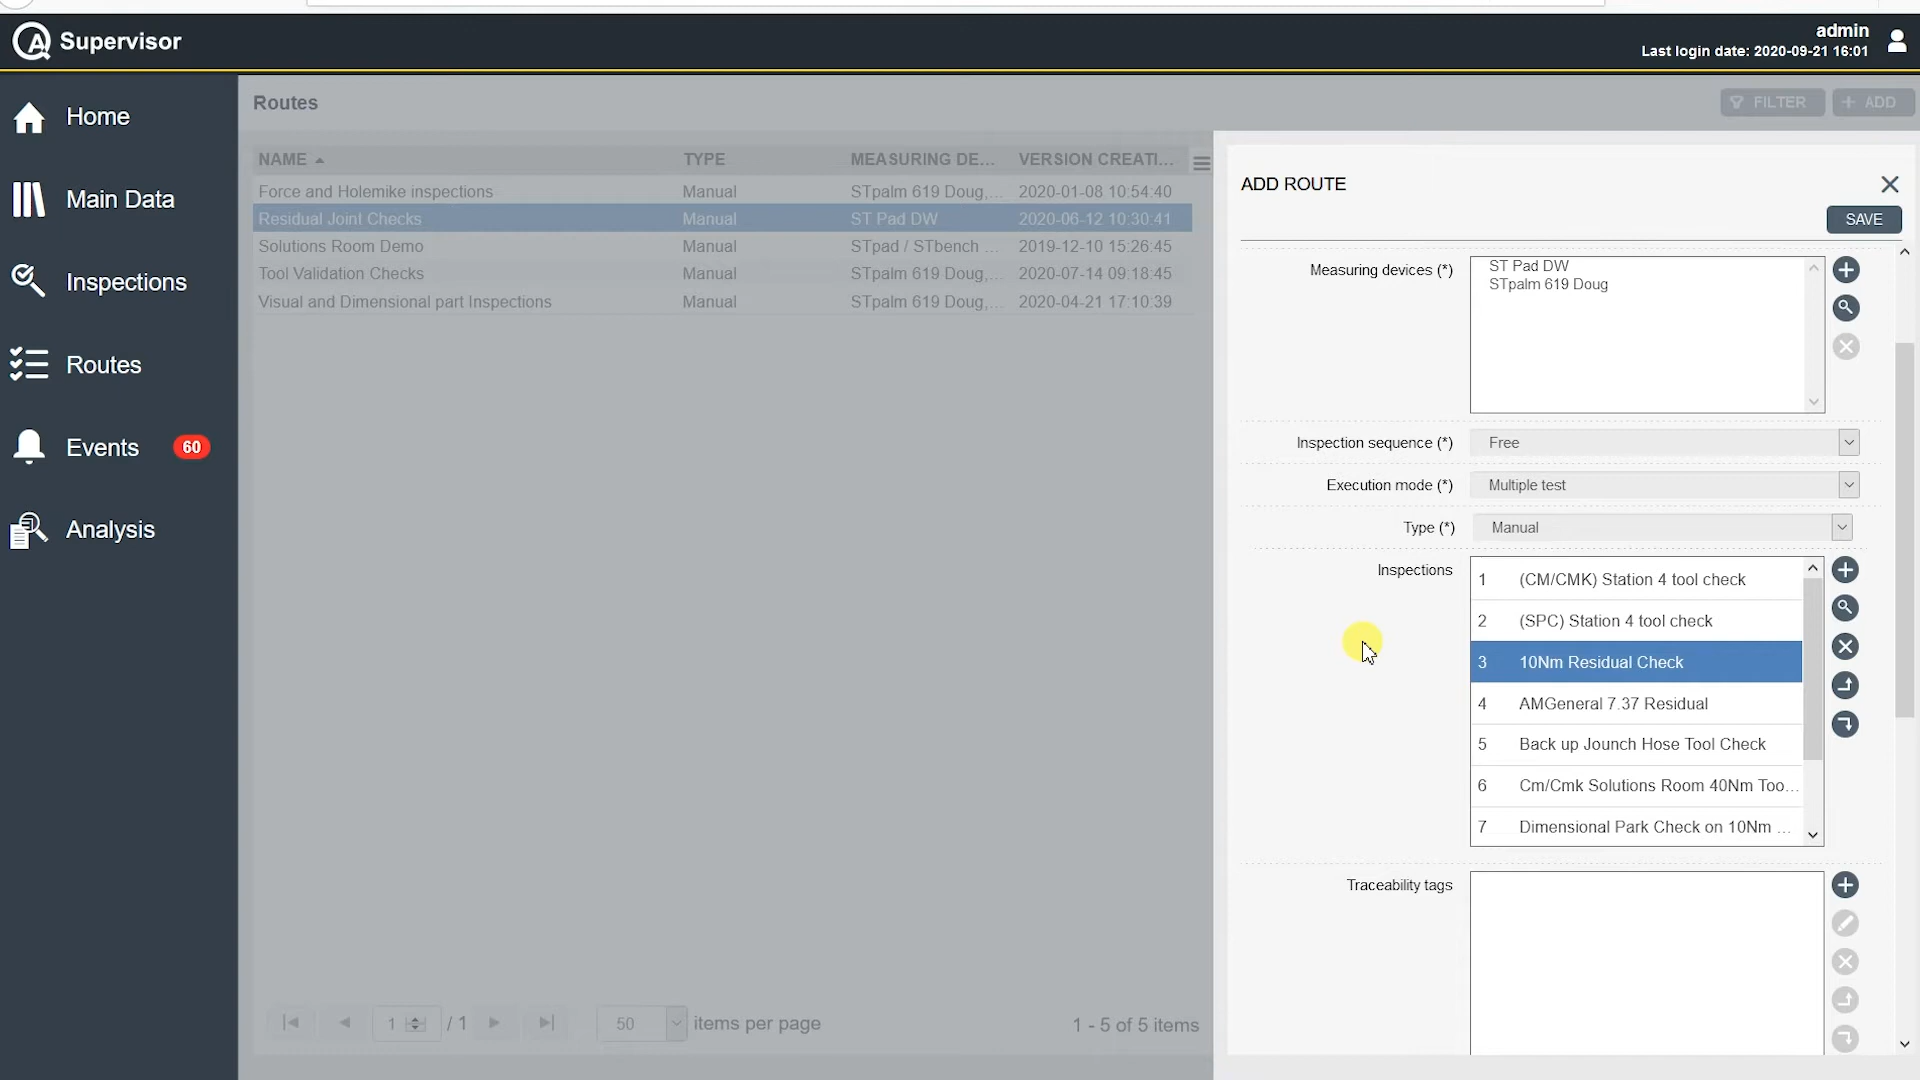 QA Supervisor
admin
Last login date: 2020-09-21 16:01
Home
Main Data
Inspections
Routes
Events 60
Analysis
Routes
FILTER
+ ADD
NAME TYPE MEASURING DE... VERSION CREATI...
Force and Holemike inspections Manual STpalm 619 Doug,... 2020-01-08 10:54:40
Residual Joint Checks Manual ST Pad DW 2020-06-12 10:30:41
Solutions Room Demo Manual STpad / STbench ... 2019-12-10 15:26:45
Tool Validation Checks Manual STpalm 619 Doug,... 2020-07-14 09:18:45
Visual and Dimensional part Inspections Manual STpalm 619 Doug,... 2020-04-21 17:10:39
1 / 1 50 items per page 1 - 5 of 5 items
ADD ROUTE
SAVE
Measuring devices (*)
ST Pad DW
STpalm 619 Doug
Inspection sequence (*) Free
Execution mode (*) Multiple test
Type (*) Manual
Inspections
1 (CM/CMK) Station 4 tool check
2 (SPC) Station 4 tool check
3 10Nm Residual Check
4 AMGeneral 7.37 Residual
5 Back up Jounch Hose Tool Check
6 Cm/Cmk Solutions Room 40Nm Too...
7 Dimensional Park Check on 10Nm ...
Traceability tags